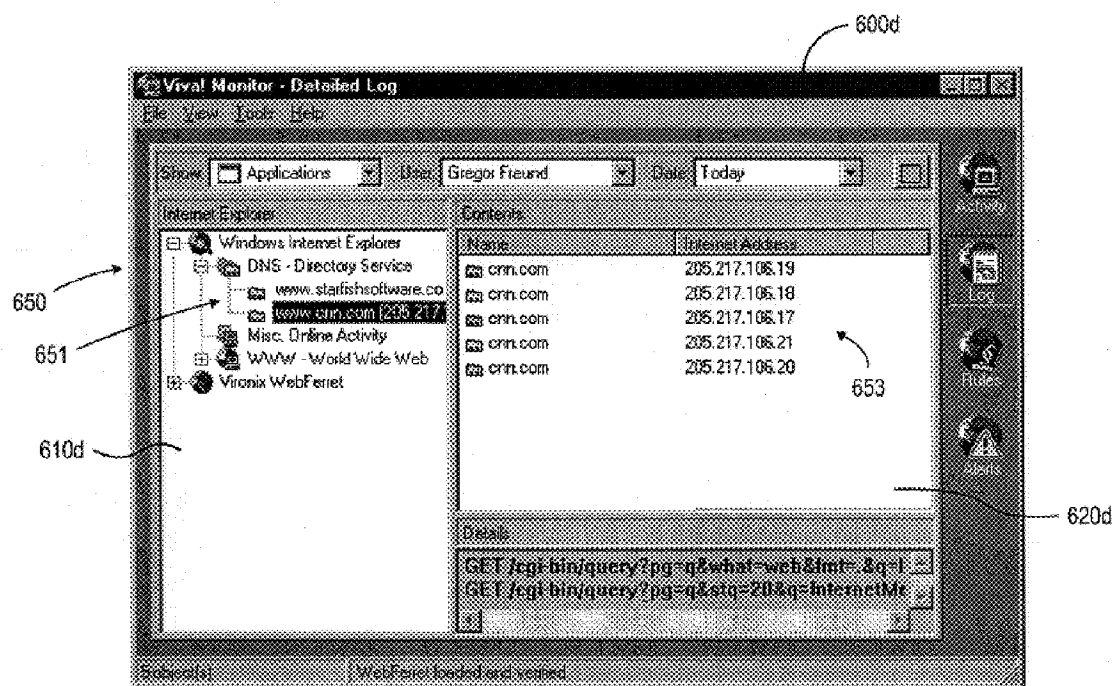 600d
Viva! Monitor - Detailed Log
File View Tools Help
Show Applications User Gregor Freund Date Today
Internet Explorer
Contents
Windows Internet Explorer
DNS - Directory Service
www.starfishsoftware.co
www.cnn.com [205.217
Misc. Online Activity
WWW - World Wide Web
Vironix WebFerret
Name Internet Address
cnn.com 205.217.106.19
cnn.com 205.217.106.18
cnn.com 205.217.106.17
cnn.com 205.217.106.21
cnn.com 205.217.106.20
Log
Rules
Alerts
650
651
653
610d
620d
Details
GET /cgi-bin/query?pg=q&what=web&fmt=.&q=I
GET /cgi-bin/query?pg=q&stq=20&q=InternetMe
5 object(s) WebFerret loaded and verified